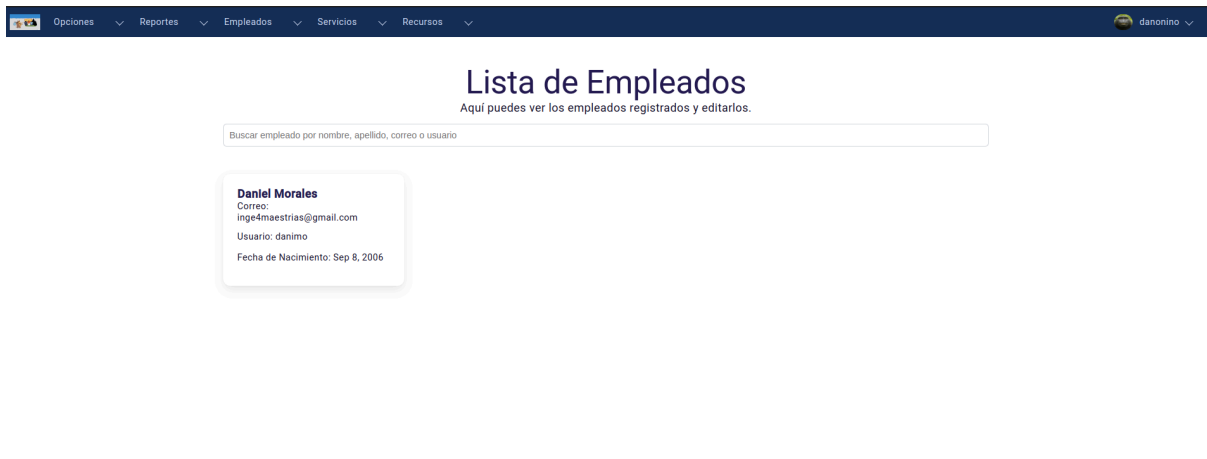 Opciones Reportes Empleados Servicios Recursos danonino
Lista de Empleados
Aquí puedes ver los empleados registrados y editarlos.
Buscar empleado por nombre, apellido, correo o usuario
Daniel Morales
Correo:
inge4maestrias@gmail.com
Usuario: danimo
Fecha de Nacimiento: Sep 8, 2006